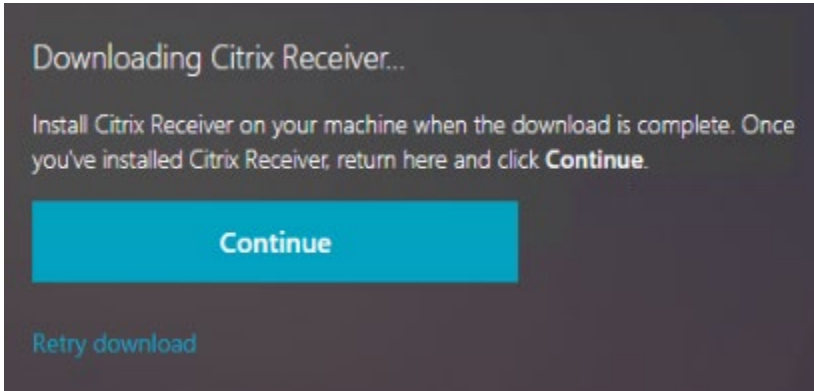 Downloading Citrix Receiver...
Install Citrix Receiver on your machine when the download is complete. Once
you've installed Citrix Receiver, return here and click Continue.
Continue
Retry download